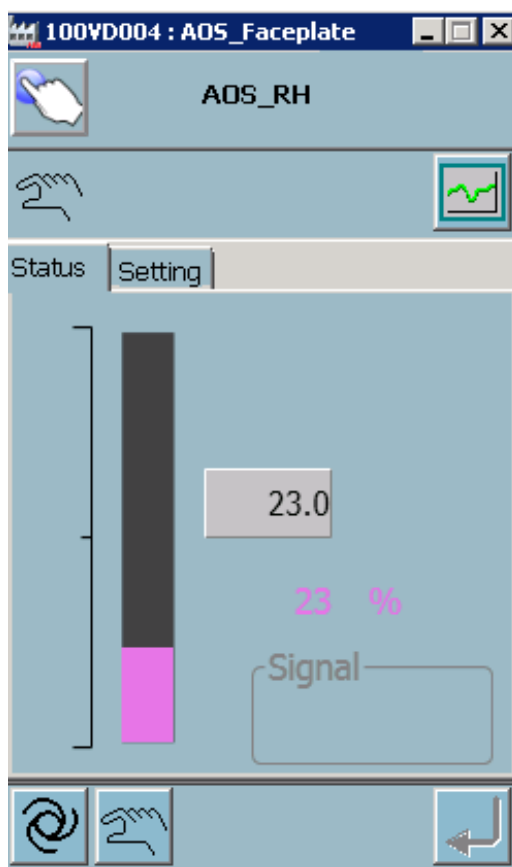 100VD004 : AOS_Faceplate
AOS_RH
Status Setting
23.0
23 %
Signal